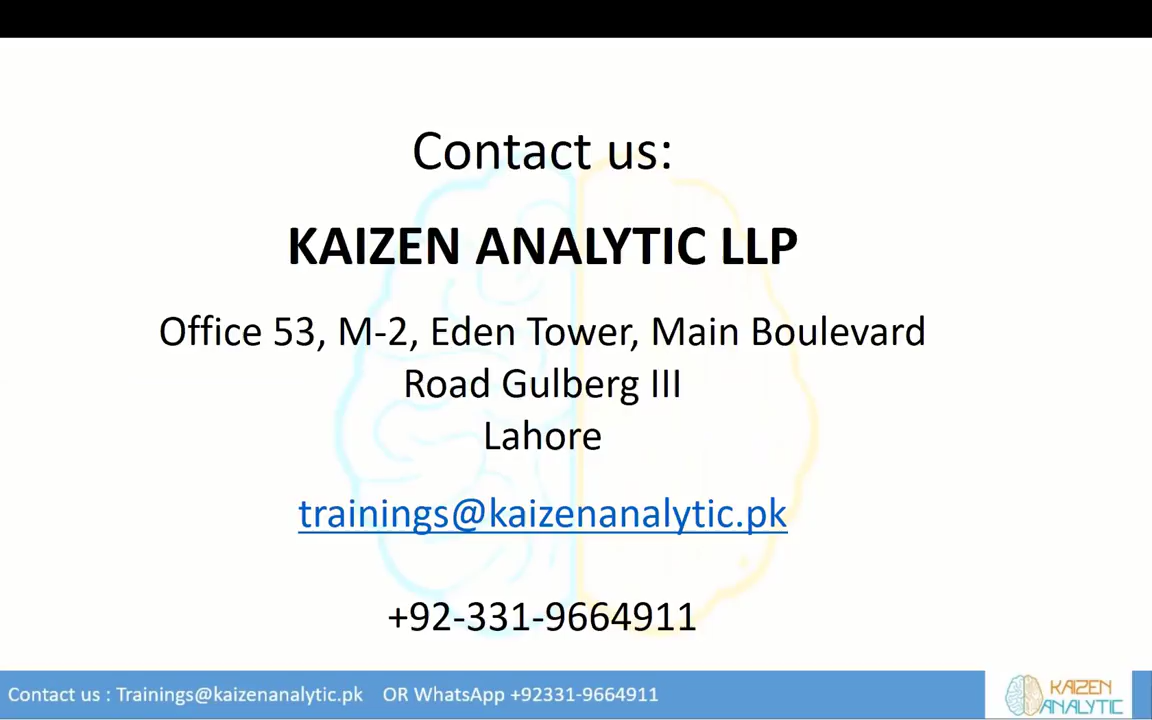 Contact us:
KAIZEN ANALYTIC LLP
Office 53, M-2, Eden Tower, Main Boulevard
Road Gulberg III
Lahore
trainings@kaizenanalytic.pk
+92-331-9664911
Contact us : Trainings@kaizenanalytic.pk OR WhatsApp +92331-9664911
KAIZEN
ANALYTIC